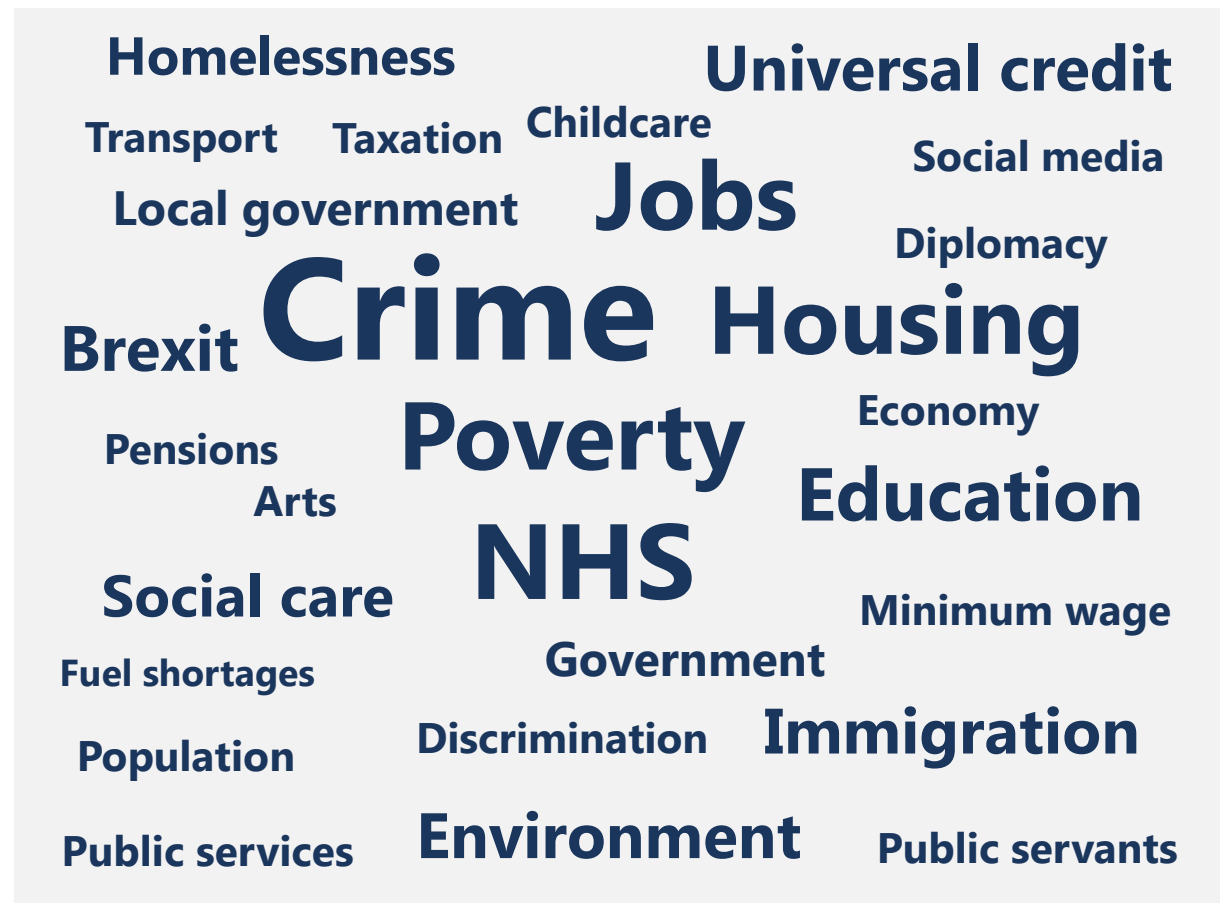 Homelessness
Universal credit
Childcare
Transport
Taxation
Social media
Jobs
Local government
Diplomacy
Crime
Housing
Brexit
Economy
Poverty
Pensions
Education
Arts
NHS
Social care
Minimum wage
Government
Fuel shortages
Immigration
Discrimination
Population
Environment
Public services
Public servants